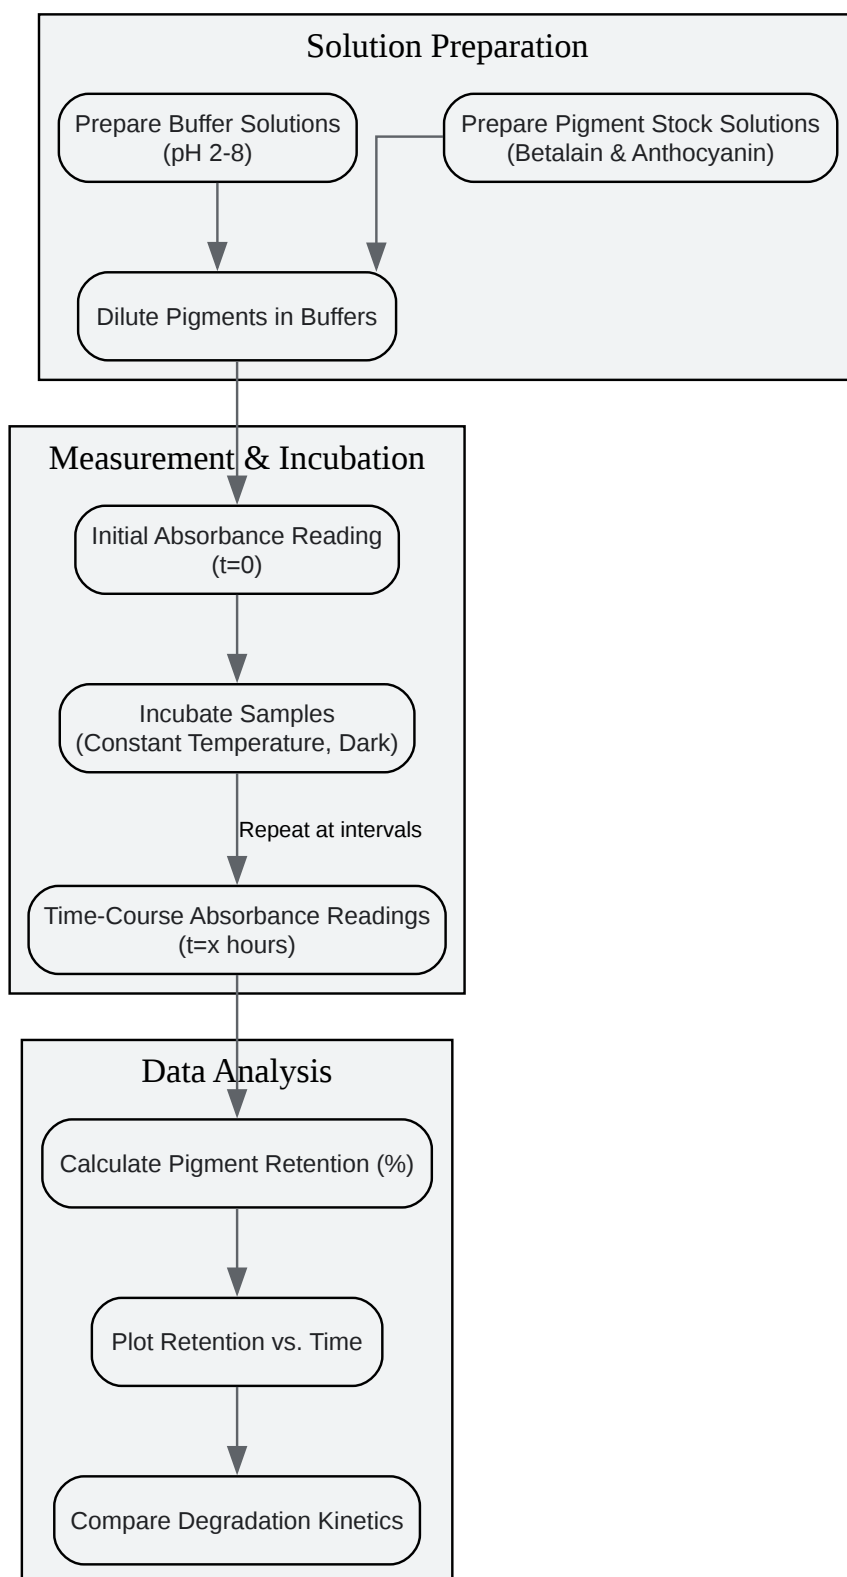 Solution Preparation
Prepare Buffer Solutions
(pH 2-8)
Prepare Pigment Stock Solutions
(Betalain & Anthocyanin)
Dilute Pigments in Buffers
Measurement & Incubation
Initial Absorbance Reading
(t=0)
Incubate Samples
(Constant Temperature, Dark)
Repeat at intervals
Time-Course Absorbance Readings
(t=x hours)
Data Analysis
Calculate Pigment Retention (%)
Plot Retention vs. Time
Compare Degradation Kinetics